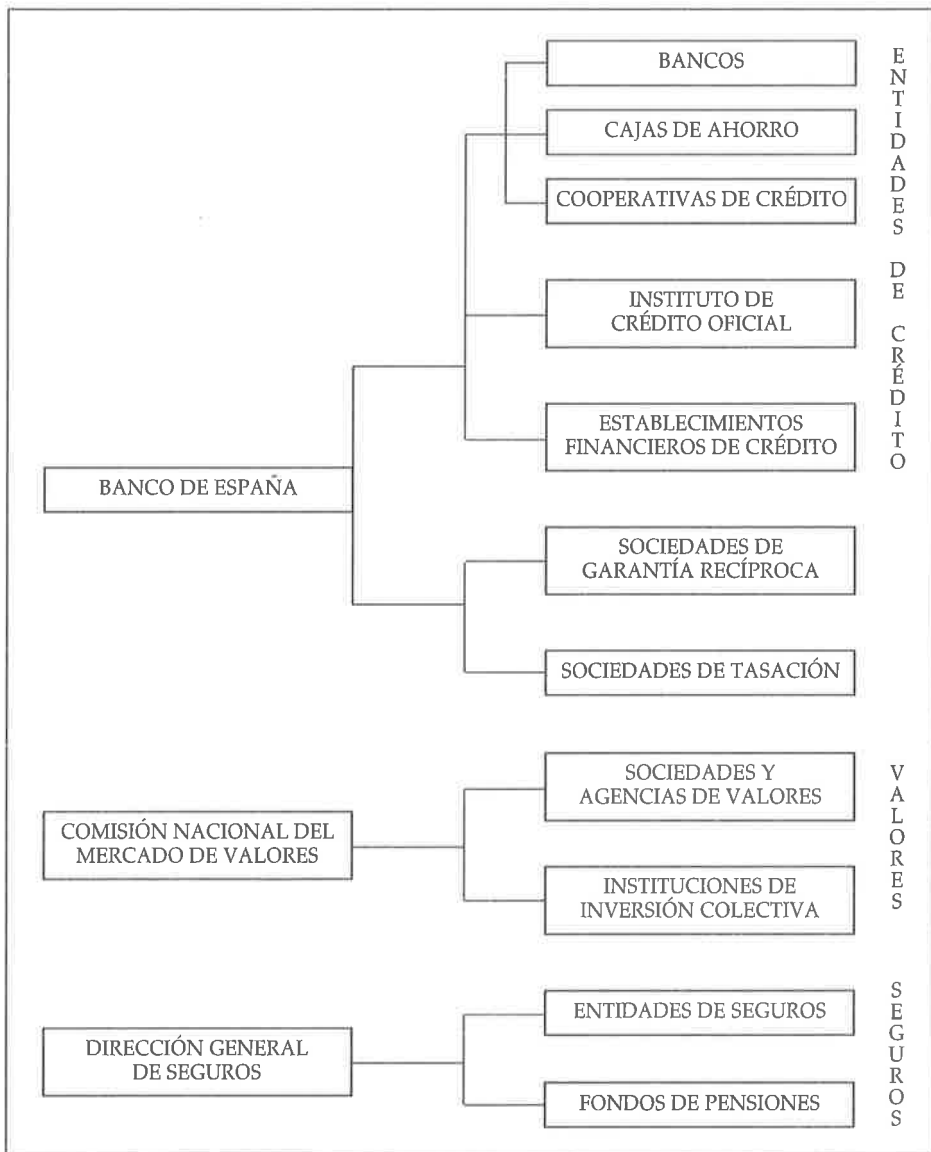 BANCOS
CAJAS DE AHORRO
COOPERATIVAS DE CRÉDITO
INSTITUTO DE
CRÉDITO OFICIAL
ESTABLECIMIENTOS
FINANCIEROS DE CRÉDITO
ENTIDADES DE CRÉDITO
BANCO DE ESPAÑA
SOCIEDADES DE
GARANTÍA RECÍPROCA
SOCIEDADES DE TASACIÓN
COMISIÓN NACIONAL DEL
MERCADO DE VALORES
SOCIEDADES Y
AGENCIAS DE VALORES
INSTITUCIONES DE
INVERSIÓN COLECTIVA
VALORES
DIRECCIÓN GENERAL
DE SEGUROS
ENTIDADES DE SEGUROS
FONDOS DE PENSIONES
SEGUROS